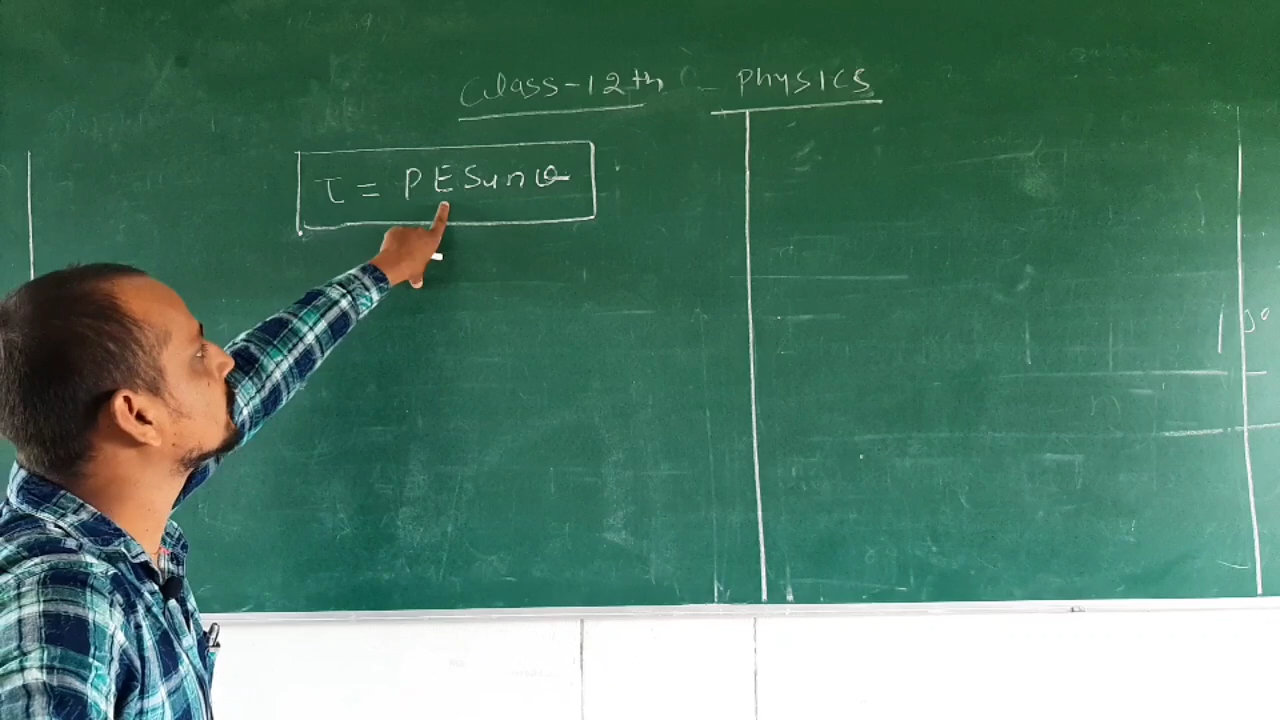 Class-12th - Physics
τ = PE Sinθ